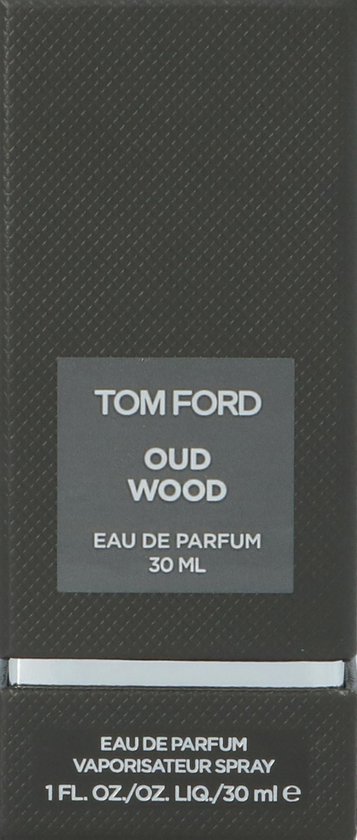 TOM FORD
OUD
WOOD
EAU DE PARFUM
30 ML
EAU DE PARFUM
VAPORISATEUR SPRAY
1 FL. OZ./OZ. LIQ./30 ml ℮